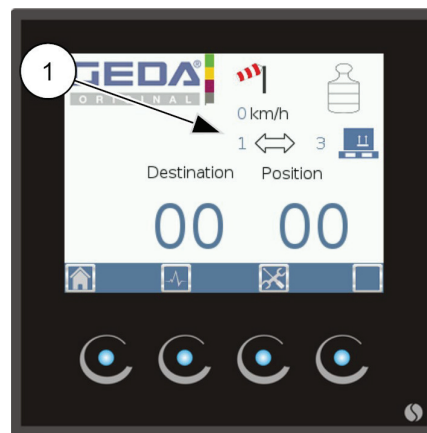 1
GEDA®
ORIGINAL
0 km/h
1 3
Destination Position
00 00